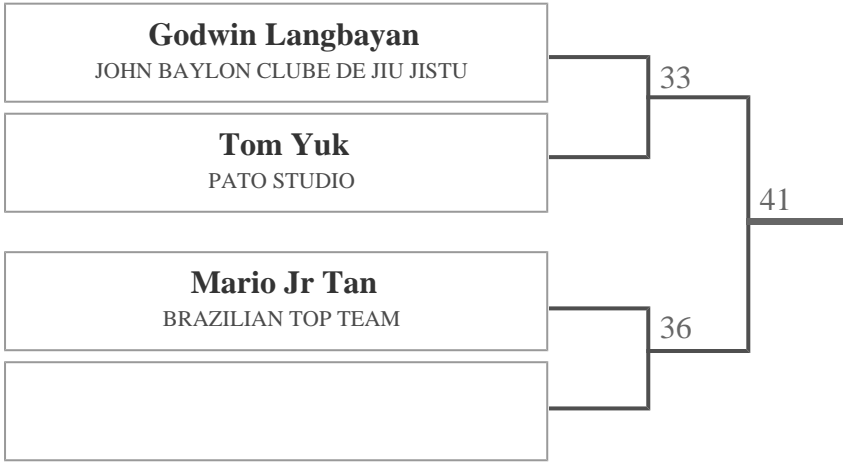 Godwin Langbayan
JOHN BAYLON CLUBE DE JIU JISTU
33
Tom Yuk
PATO STUDIO
41
Mario Jr Tan
BRAZILIAN TOP TEAM
36